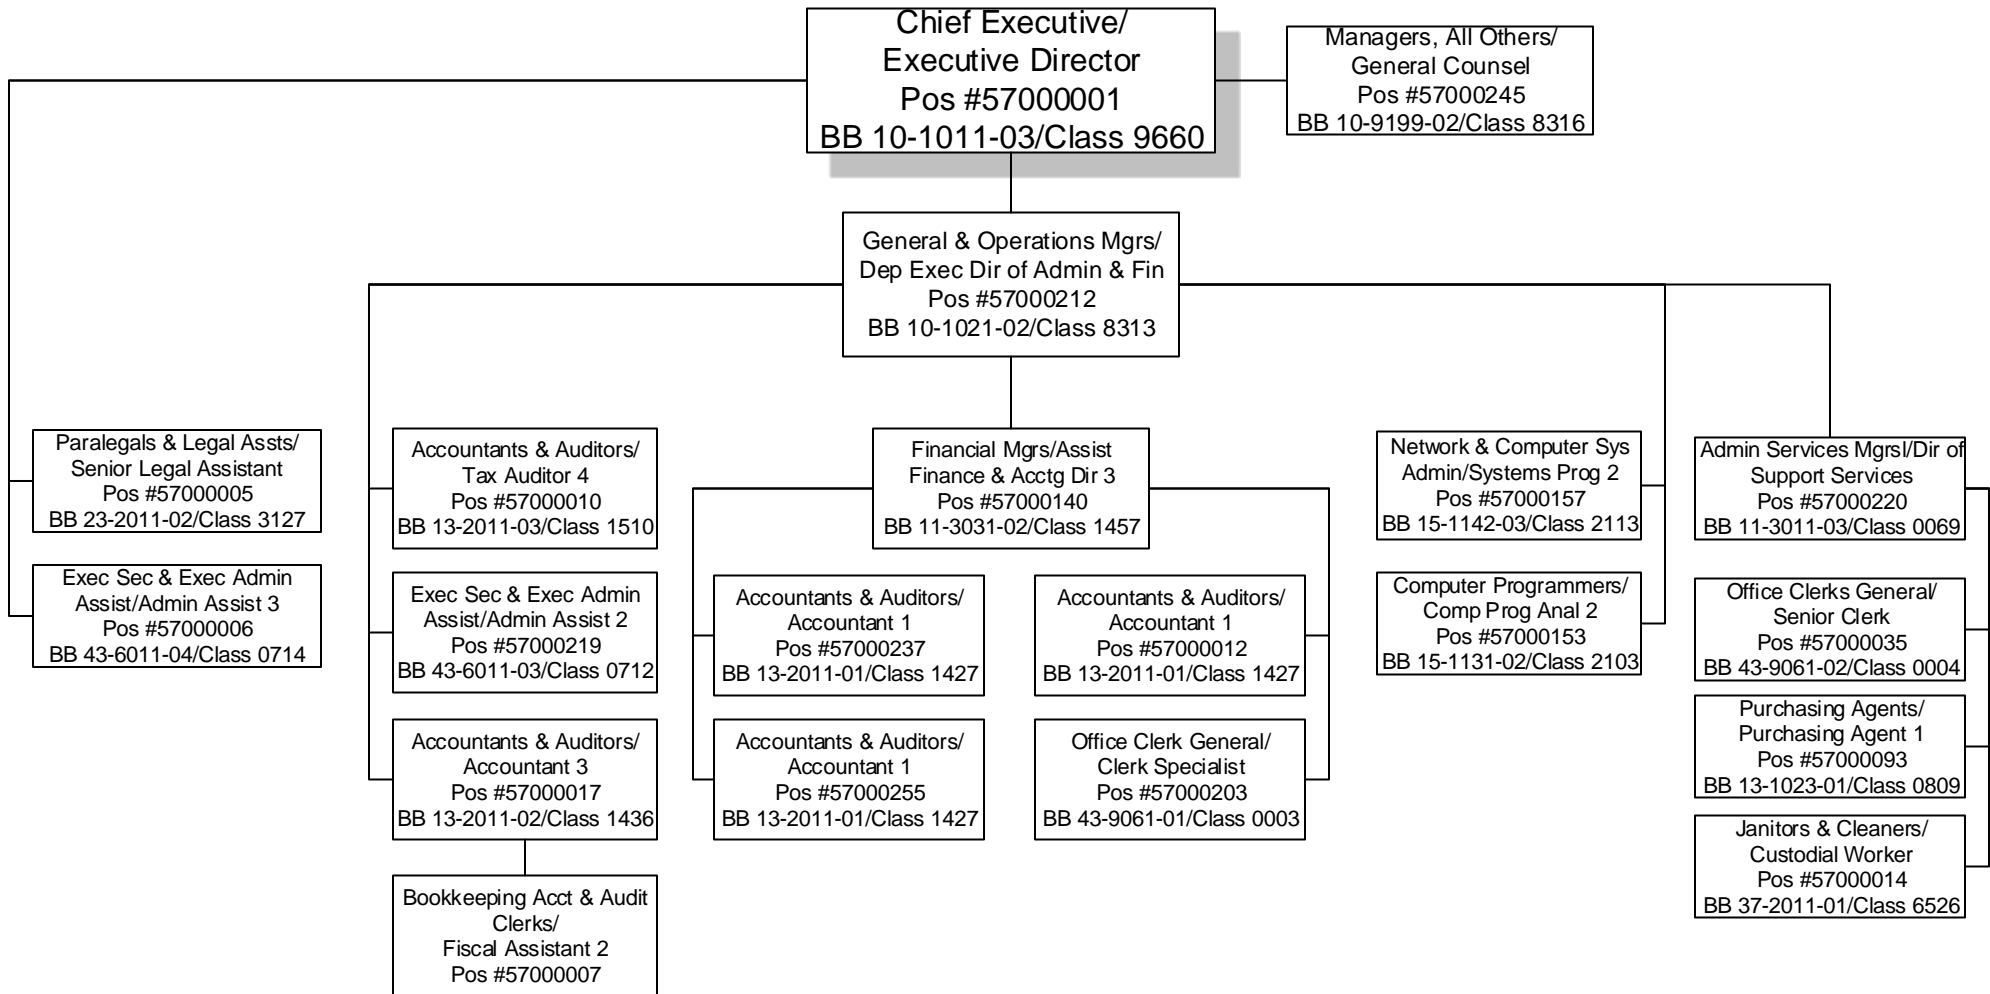 Chief Executive/
Executive Director
Pos #57000001
BB 10-1011-03/Class 9660
Managers, All Others/
General Counsel
Pos #57000245
BB 10-9199-02/Class 8316
General & Operations Mgrs/
Dep Exec Dir of Admin & Fin
Pos #57000212
BB 10-1021-02/Class 8313
Paralegals & Legal Assts/
Senior Legal Assistant
Pos #57000005
BB 23-2011-02/Class 3127
Exec Sec & Exec Admin
Assist/Admin Assist 3
Pos #57000006
BB 43-6011-04/Class 0714
Accountants & Auditors/
Tax Auditor 4
Pos #57000010
BB 13-2011-03/Class 1510
Exec Sec & Exec Admin
Assist/Admin Assist 2
Pos #57000219
BB 43-6011-03/Class 0712
Accountants & Auditors/
Accountant 3
Pos #57000017
BB 13-2011-02/Class 1436
Bookkeeping Acct & Audit
Clerks/
Fiscal Assistant 2
Pos #57000007
Financial Mgrs/Assist
Finance & Acctg Dir 3
Pos #57000140
BB 11-3031-02/Class 1457
Accountants & Auditors/
Accountant 1
Pos #57000237
BB 13-2011-01/Class 1427
Accountants & Auditors/
Accountant 1
Pos #57000255
BB 13-2011-01/Class 1427
Accountants & Auditors/
Accountant 1
Pos #57000012
BB 13-2011-01/Class 1427
Office Clerk General/
Clerk Specialist
Pos #57000203
BB 43-9061-01/Class 0003
Network & Computer Sys
Admin/Systems Prog 2
Pos #57000157
BB 15-1142-03/Class 2113
Computer Programmers/
Comp Prog Anal 2
Pos #57000153
BB 15-1131-02/Class 2103
Admin Services Mgrsl/Dir of
Support Services
Pos #57000220
BB 11-3011-03/Class 0069
Office Clerks General/
Senior Clerk
Pos #57000035
BB 43-9061-02/Class 0004
Purchasing Agents/
Purchasing Agent 1
Pos #57000093
BB 13-1023-01/Class 0809
Janitors & Cleaners/
Custodial Worker
Pos #57000014
BB 37-2011-01/Class 6526